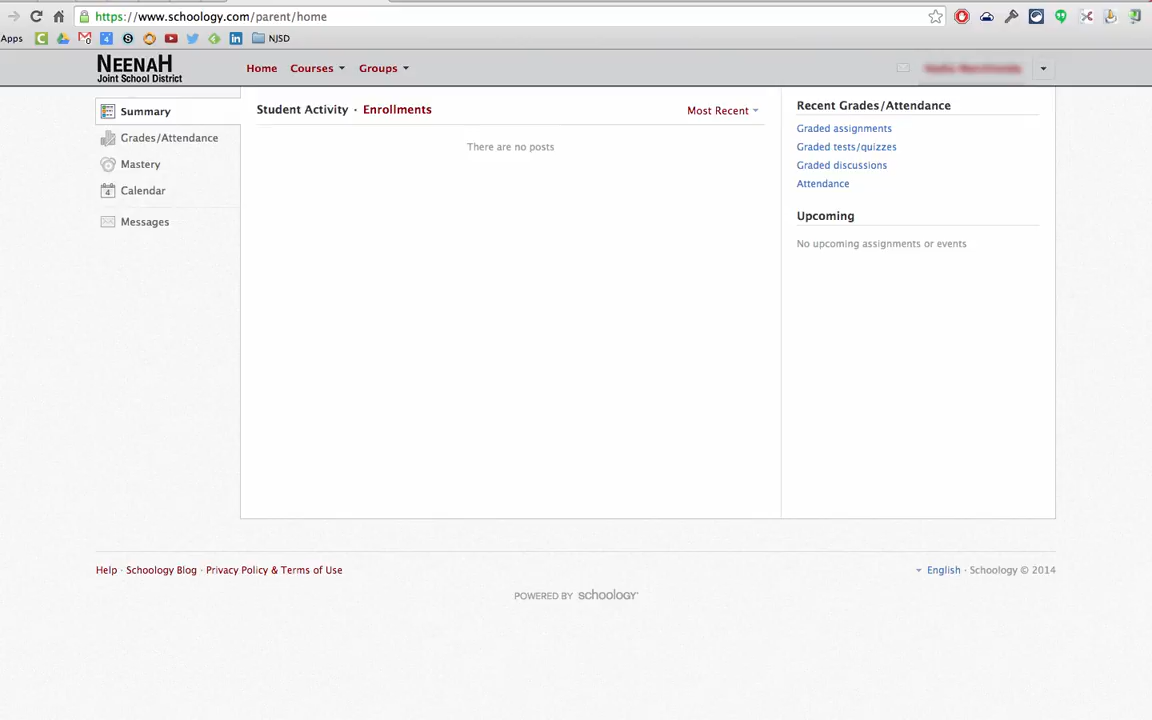 https://www.schoology.com/parent/home
Apps
NJSD
NEENAH
Joint School District
Home Courses Groups
Summary
Grades/Attendance
Mastery
4 Calendar
Messages
Student Activity · Enrollments Most Recent
There are no posts
Recent Grades/Attendance
Graded assignments
Graded tests/quizzes
Graded discussions
Attendance
Upcoming
No upcoming assignments or events
Help · Schoology Blog · Privacy Policy & Terms of Use
English · Schoology © 2014
POWERED BY schoology